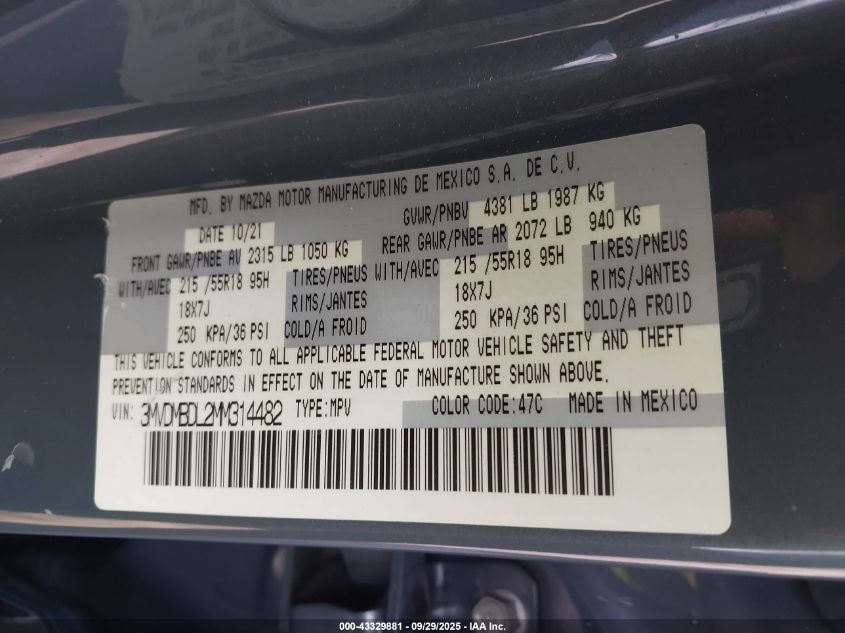 MFD. BY MAZDA MOTOR MANUFACTURING DE MEXICO S.A. DE C.V.
DATE 10/21 GVWR/PNBV 4381 LB 1987 KG
FRONT GAWR/PNBE AV 2315 LB 1050 KG REAR GAWR/PNBE AR 2072 LB 940 KG
WITH/AVEC 215 /55R18 95H TIRES/PNEUS WITH/AVEC 215 /55R18 95H TIRES/PNEUS
18X7J RIMS/JANTES 18X7J RIMS/JANTES
250 KPA/36 PSI COLD/A FROID 250 KPA/36 PSI COLD/A FROID
THIS VEHICLE CONFORMS TO ALL APPLICABLE FEDERAL MOTOR VEHICLE SAFETY AND THEFT
PREVENTION STANDARDS IN EFFECT ON THE DATE OF MANUFACTURE SHOWN ABOVE.
VIN: 3MVDMBDL2MM314482 TYPE:MPV COLOR CODE:47C MADE IN MEXICO
000-43329881 - 09/29/2025 - IAA Inc.